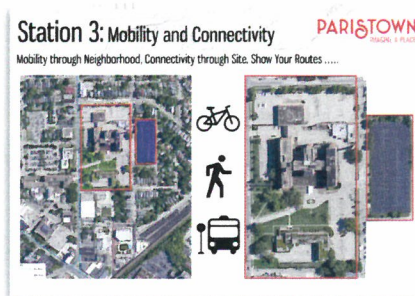 Station 3: Mobility and Connectivity
PARISTOWN
Mobility through Neighborhood, Connectivity through Site, Show Your Routes .....